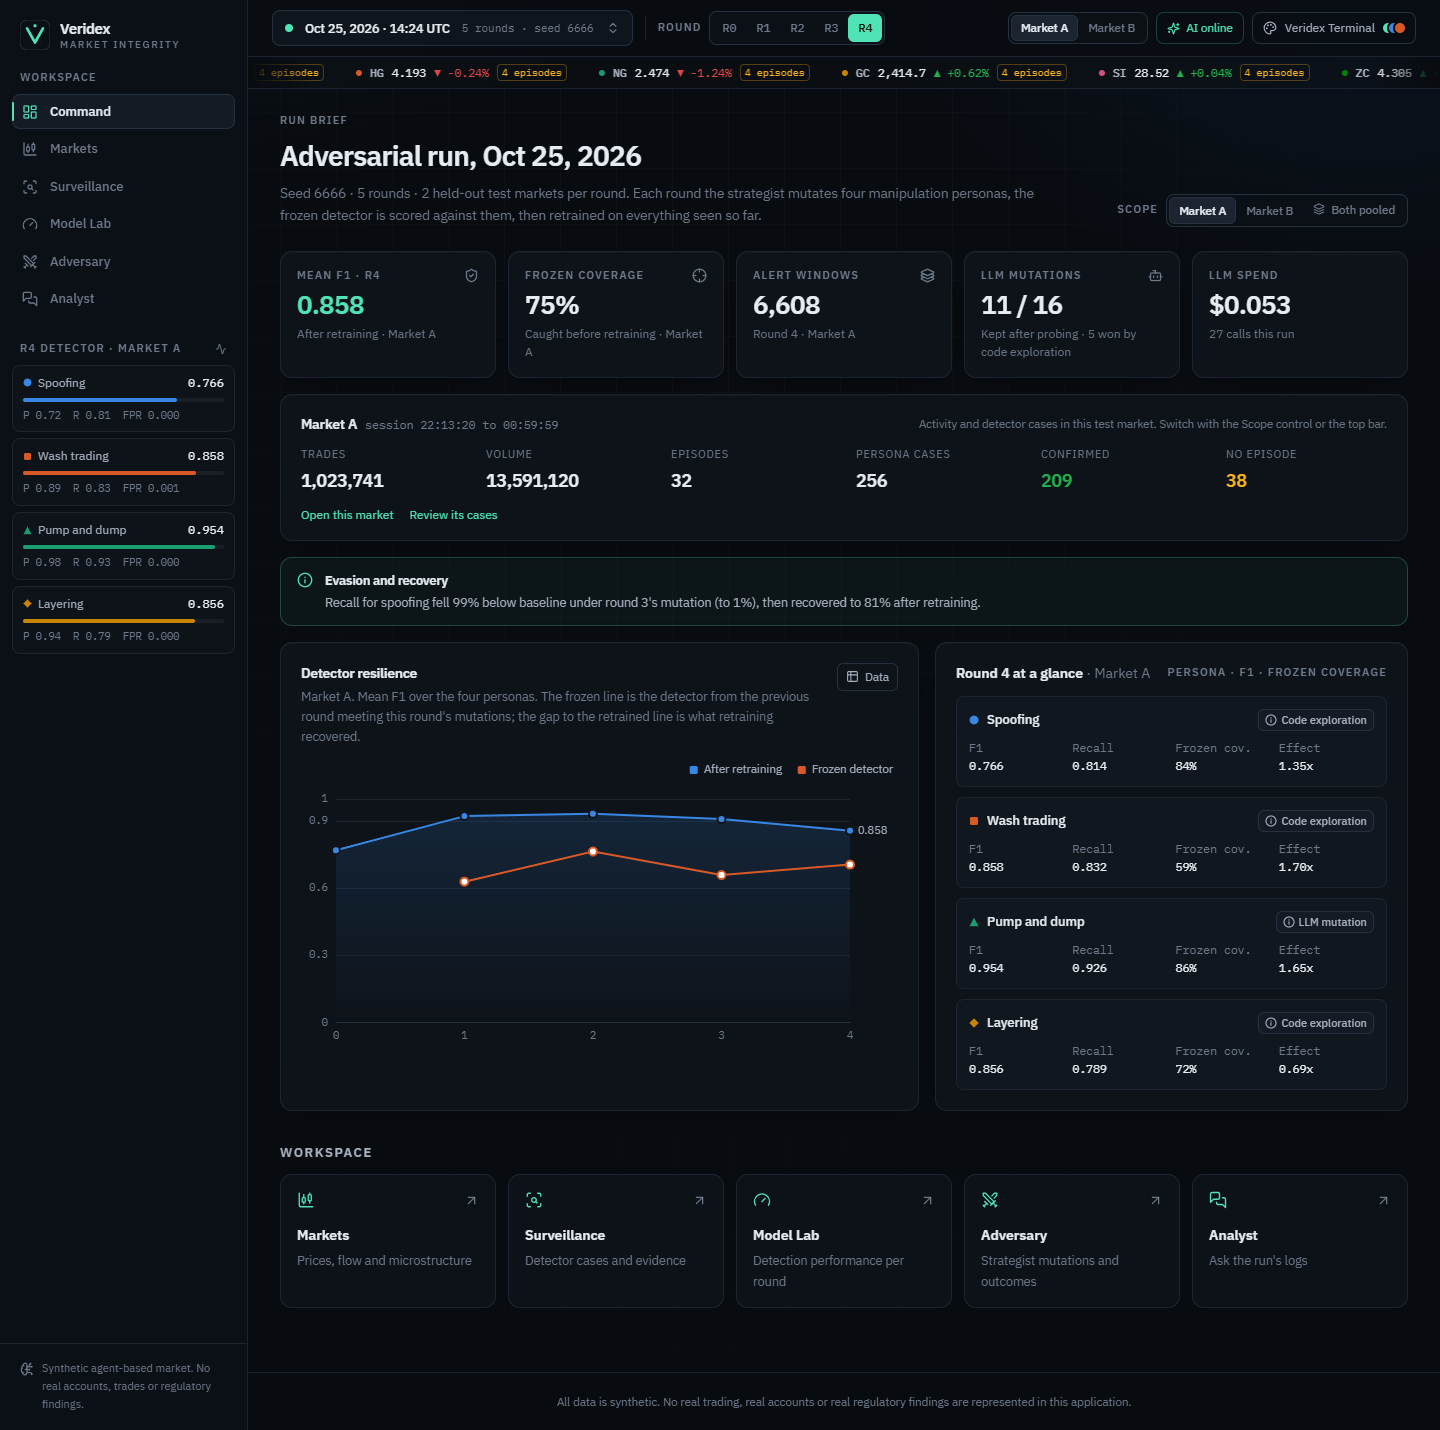 Veridex
MARKET INTEGRITY
WORKSPACE
Command
Markets
Surveillance
Model Lab
Adversary
Analyst
R4 DETECTOR · MARKET A
Spoofing 0.766
P 0.72 R 0.81 FPR 0.000
Wash trading 0.858
P 0.89 R 0.83 FPR 0.001
Pump and dump 0.954
P 0.98 R 0.93 FPR 0.000
Layering 0.856
P 0.94 R 0.79 FPR 0.000
Synthetic agent-based market. No
real accounts, trades or regulatory
findings.
Oct 25, 2026 · 14:24 UTC 5 rounds · seed 6666
ROUND R0 R1 R2 R3 R4
Market A Market B
AI online
Veridex Terminal
4 episodes HG 4.193 ▼ -0.24% 4 episodes NG 2.474 ▼ -1.24% 4 episodes GC 2,414.7 ▲ +0.62% 4 episodes SI 28.52 ▲ +0.04% 4 episodes ZC 4.305 ▲
RUN BRIEF
Adversarial run, Oct 25, 2026
Seed 6666 · 5 rounds · 2 held-out test markets per round. Each round the strategist mutates four manipulation personas, the
frozen detector is scored against them, then retrained on everything seen so far.
SCOPE Market A Market B Both pooled
MEAN F1 · R4
0.858
After retraining · Market A
FROZEN COVERAGE
75%
Caught before retraining · Market
A
ALERT WINDOWS
6,608
Round 4 · Market A
LLM MUTATIONS
11 / 16
Kept after probing · 5 won by
code exploration
LLM SPEND
$0.053
27 calls this run
Market A session 22:13:20 to 00:59:59
Activity and detector cases in this test market. Switch with the Scope control or the top bar.
TRADES VOLUME EPISODES PERSONA CASES CONFIRMED NO EPISODE
1,023,741 13,591,120 32 256 209 38
Open this market Review its cases
Evasion and recovery
Recall for spoofing fell 99% below baseline under round 3's mutation (to 1%), then recovered to 81% after retraining.
Detector resilience
Data
Market A. Mean F1 over the four personas. The frozen line is the detector from the previous
round meeting this round's mutations; the gap to the retrained line is what retraining
recovered.
After retraining Frozen detector
1
0.9
0.6
0.3
0
0.858
0 1 2 3 4
Round 4 at a glance · Market A PERSONA · F1 · FROZEN COVERAGE
Spoofing Code exploration
F1 Recall Frozen cov. Effect
0.766 0.814 84% 1.35x
Wash trading Code exploration
F1 Recall Frozen cov. Effect
0.858 0.832 59% 1.70x
Pump and dump LLM mutation
F1 Recall Frozen cov. Effect
0.954 0.926 86% 1.65x
Layering Code exploration
F1 Recall Frozen cov. Effect
0.856 0.789 72% 0.69x
WORKSPACE
Markets
Prices, flow and microstructure
Surveillance
Detector cases and evidence
Model Lab
Detection performance per
round
Adversary
Strategist mutations and
outcomes
Analyst
Ask the run's logs
All data is synthetic. No real trading, real accounts or real regulatory findings are represented in this application.